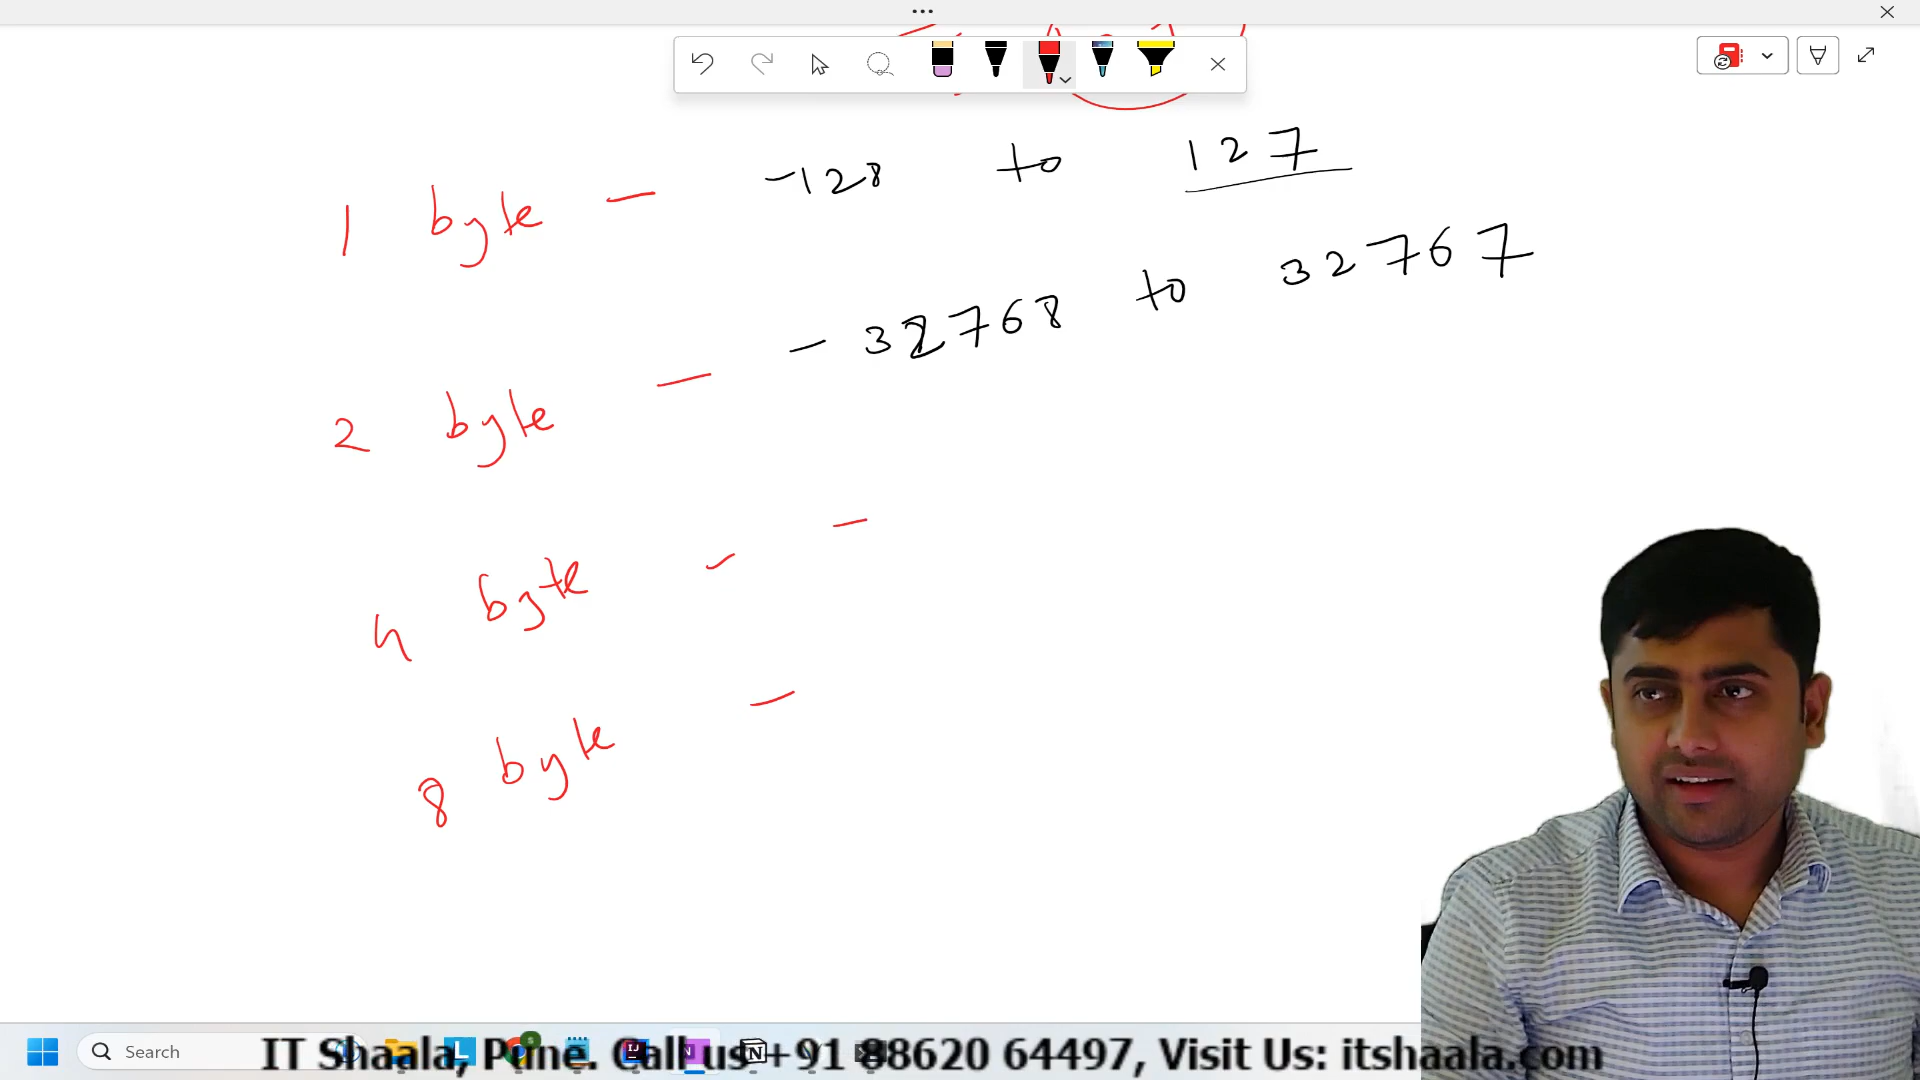 1 byte - -128 to 127
2 byte - - 32768 to 32767
4 byte - -
8 byte -
Search
IT Shaala, Pune. Call us +91 88620 64497, Visit Us: itshaala.com